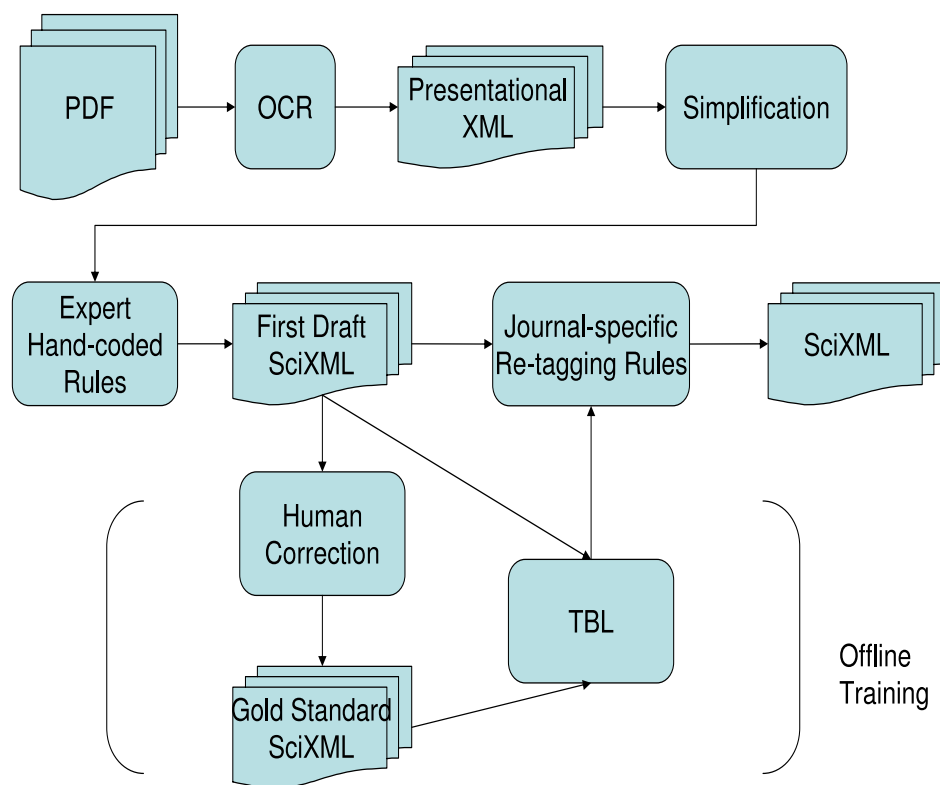 PDF
OCR
Presentational
XML
Simplification
Expert
Hand-coded
Rules
First Draft
SciXML
Journal-specific
Re-tagging Rules
SciXML
Human
Correction
TBL
Gold Standard
SciXML
Offline
Training